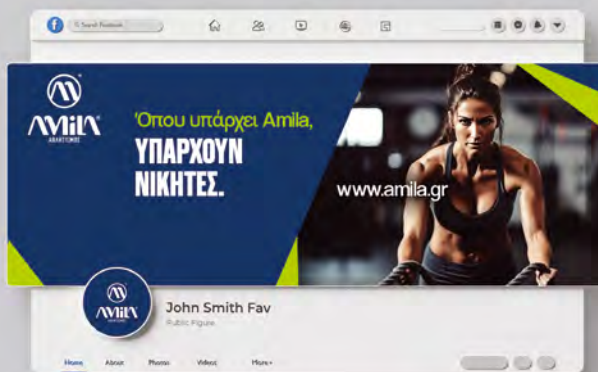 Search Facebook
AMILA
ΑΘΛΗΤΙΣΜΟΣ
Όπου υπάρχει Amila,
ΥΠΑΡΧΟΥΝ
ΝΙΚΗΤΕΣ.
www.amila.gr
AMILA
John Smith Fav
Public Figure
Home About Photos Videos More